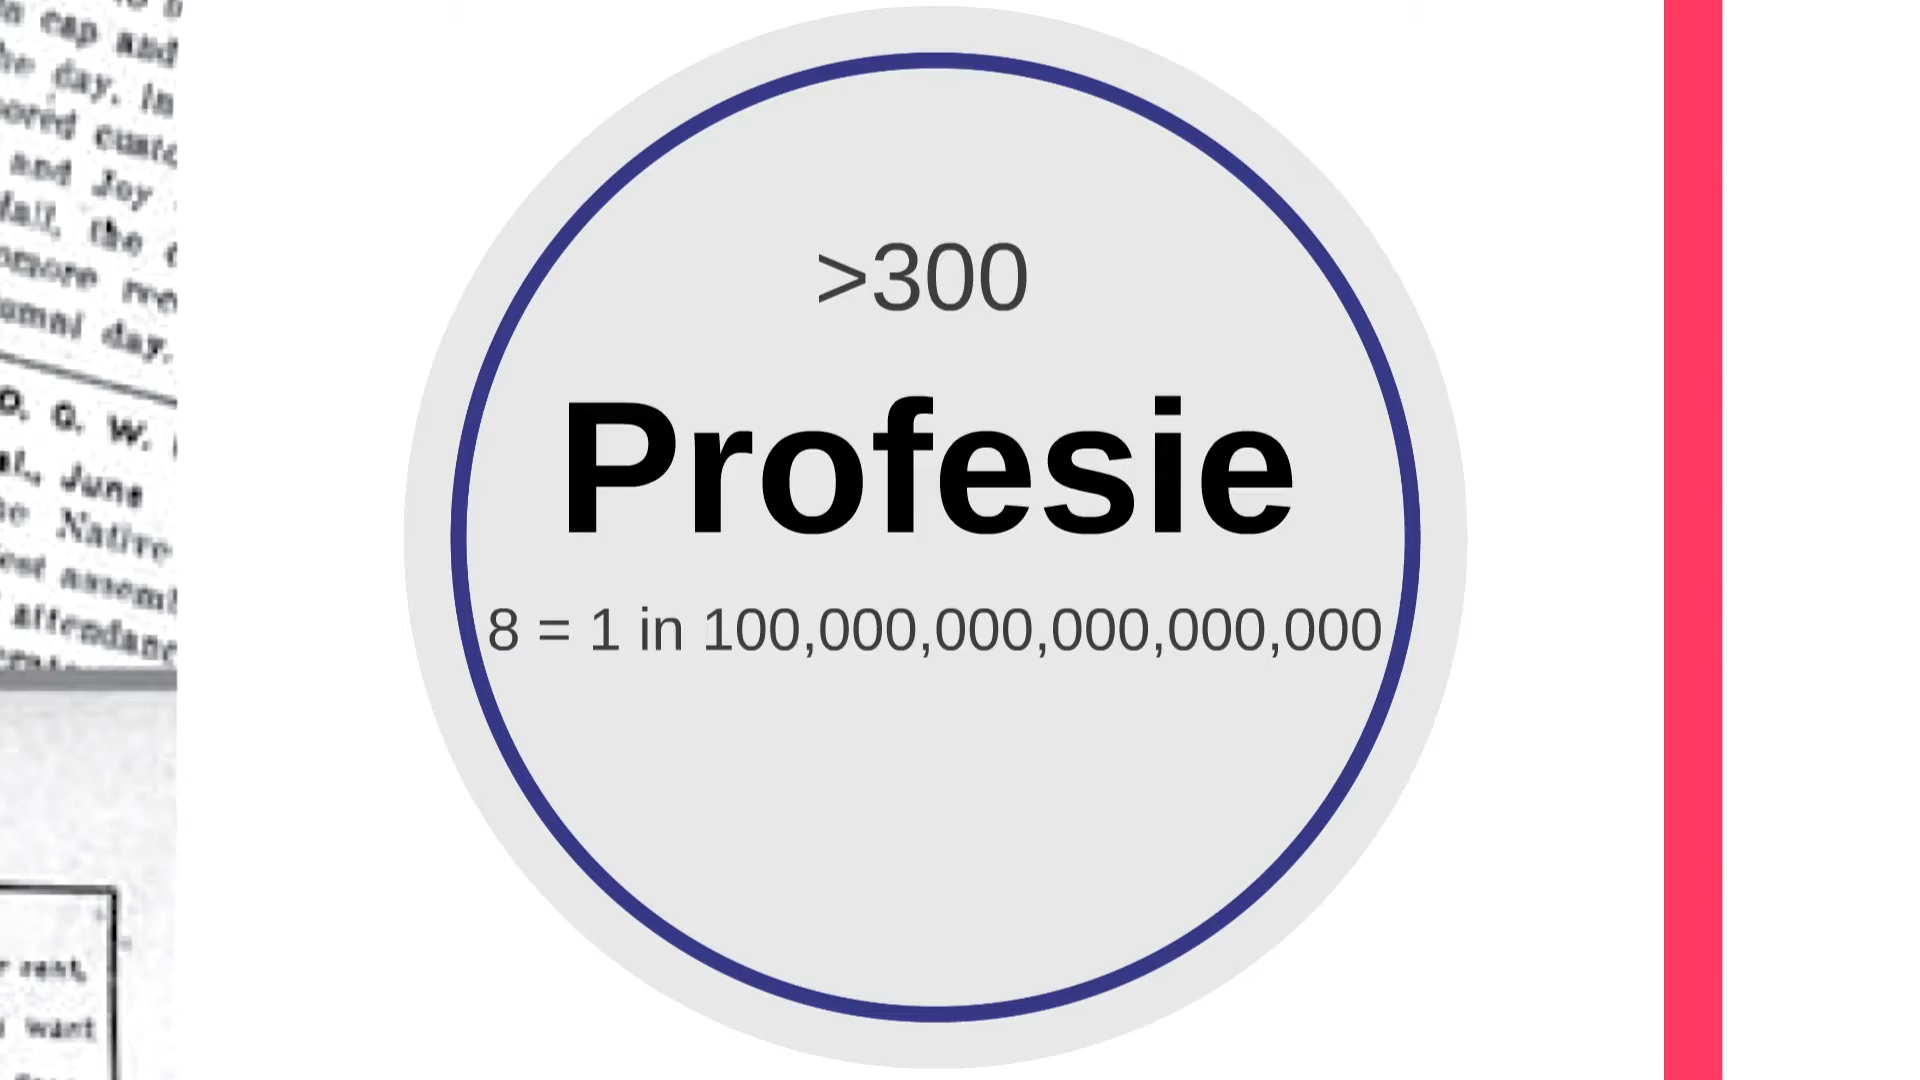 cap and
day. in
and Joy
the
day.
O. G. W.
June
Native
rent,
want
>300
Profesie
8 = 1 in 100,000,000,000,000,000